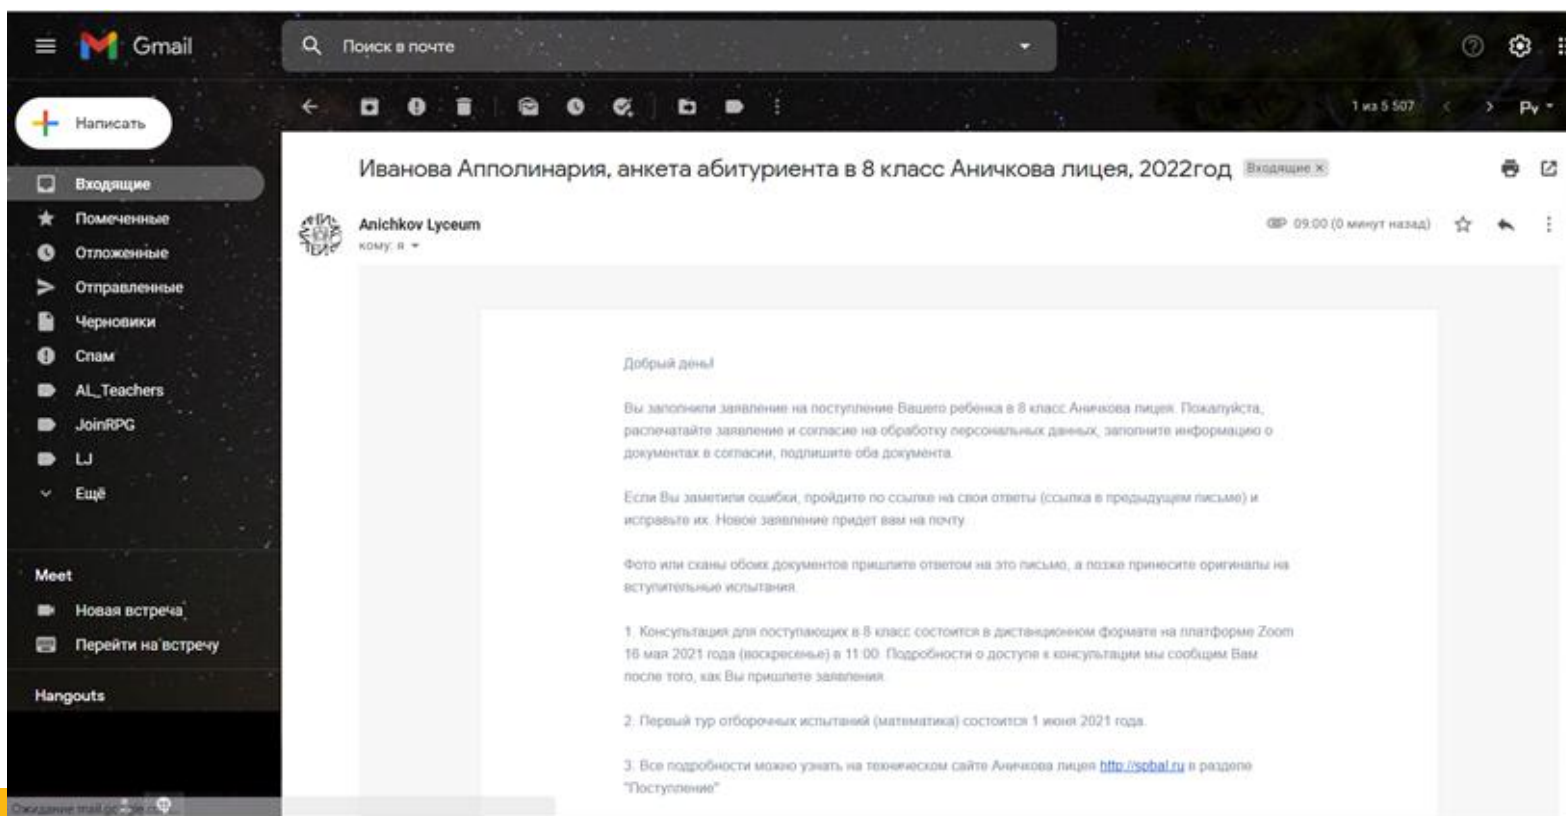 Gmail
Поиск в почте
Написать
1 из 5 507
Ру
Входящие
Помеченные
Отложенные
Отправленные
Черновики
Спам
AL_Teachers
JoinRPG
LJ
Ещё
Meet
Новая встреча
Перейти на встречу
Hangouts
Иванова Апполинария, анкета абитуриента в 8 класс Аничкова лицея, 2022год
Входящие ×
Anichkov Lyceum
09:00 (0 минут назад)
кому: я
Добрый день!
Вы заполнили заявление на поступление Вашего ребенка в 8 класс Аничкова лицея. Пожалуйста,
распечатайте заявление и согласие на обработку персональных данных, заполните информацию о
документах в согласии, подпишите оба документа.
Если Вы заметили ошибки, пройдите по ссылке на свои ответы (ссылка в предыдущем письме) и
исправьте их. Новое заявление придет вам на почту.
Фото или сканы обоих документов пришлите ответом на это письмо, а позже принесите оригиналы на
вступительные испытания.
1. Консультация для поступающих в 8 класс состоится в дистанционном формате на платформе Zoom
16 мая 2021 года (воскресенье) в 11:00. Подробности о доступе к консультации мы сообщим Вам
после того, как Вы пришлете заявления.
2. Первый тур отборочных испытаний (математика) состоится 1 июня 2021 года.
3. Все подробности можно узнать на техническом сайте Аничкова лицея http://spbal.ru в разделе
"Поступление"
Ожидание mail.google.com